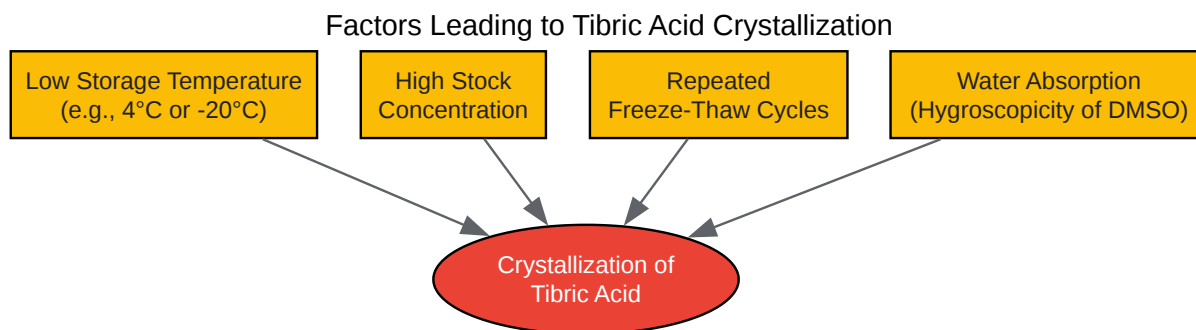 Factors Leading to Tibric Acid Crystallization
Low Storage Temperature
(e.g., 4°C or -20°C)
High Stock
Concentration
Repeated
Freeze-Thaw Cycles
Water Absorption
(Hygroscopicity of DMSO)
Crystallization of
Tibric Acid